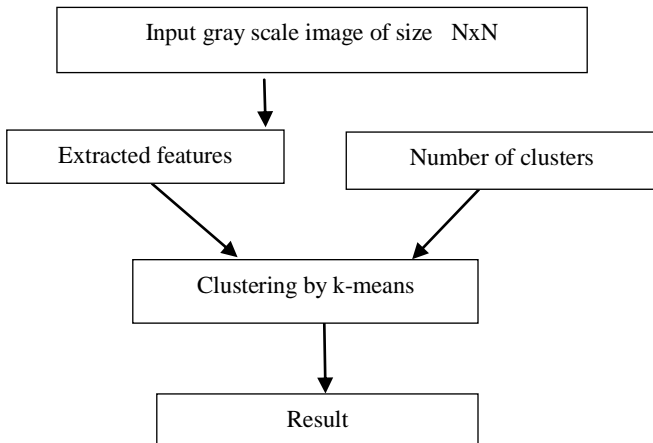 Input gray scale image of size NxN
Extracted features
Number of clusters
Clustering by k-means
Result